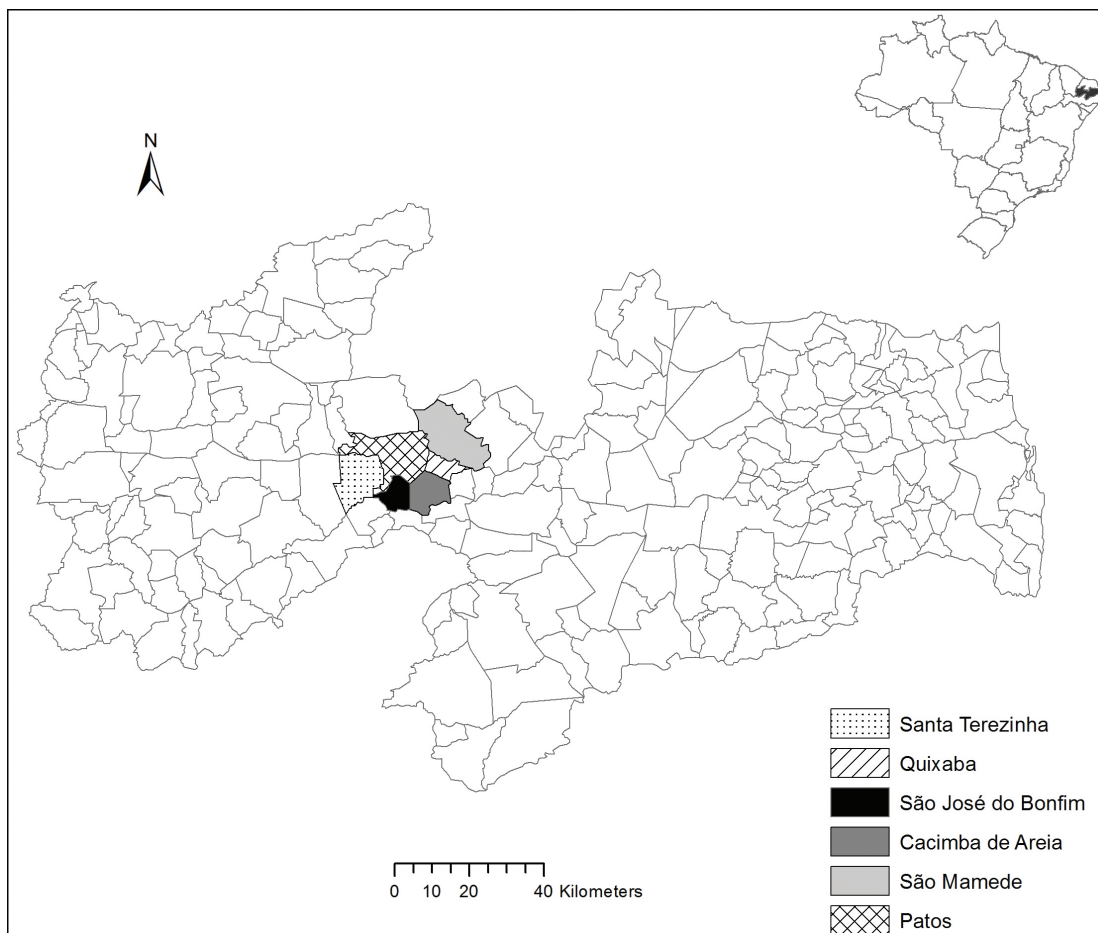 N
Santa Terezinha
Quixaba
São José do Bonfim
Cacimba de Areia
São Mamede
Patos
0 10 20 40 Kilometers